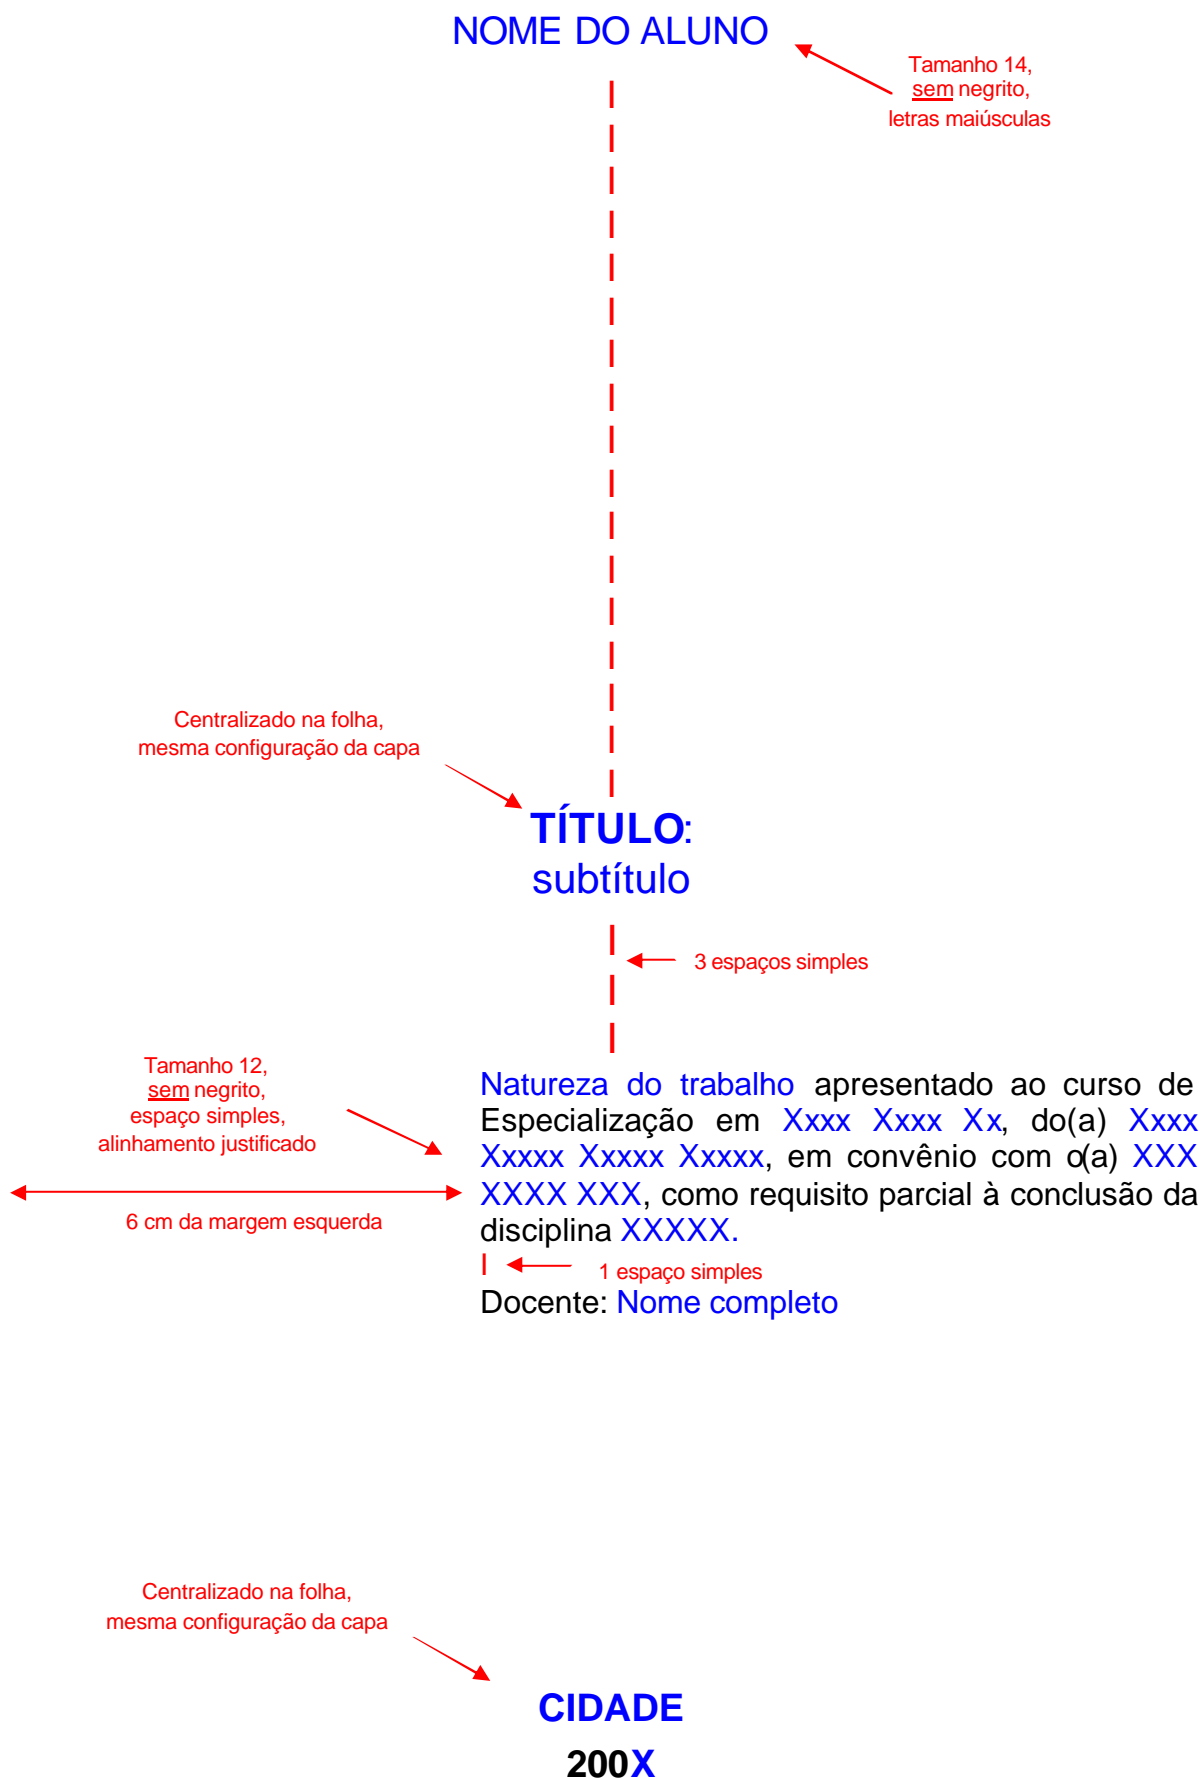 NOME DO ALUNO
Tamanho 14,
sem negrito,
letras maiúsculas
Centralizado na folha,
mesma configuração da capa
TÍTULO:
subtítulo
3 espaços simples
Tamanho 12,
sem negrito,
espaço simples,
alinhamento justificado
6 cm da margem esquerda
Natureza do trabalho apresentado ao curso de
Especialização em Xxxx Xxxx Xx, do(a) Xxxx
Xxxxx Xxxxx Xxxxx, em convênio com o(a) XXX
XXXX XXX, como requisito parcial à conclusão da
disciplina XXXXX.
1 espaço simples
Docente: Nome completo
Centralizado na folha,
mesma configuração da capa
CIDADE
200X